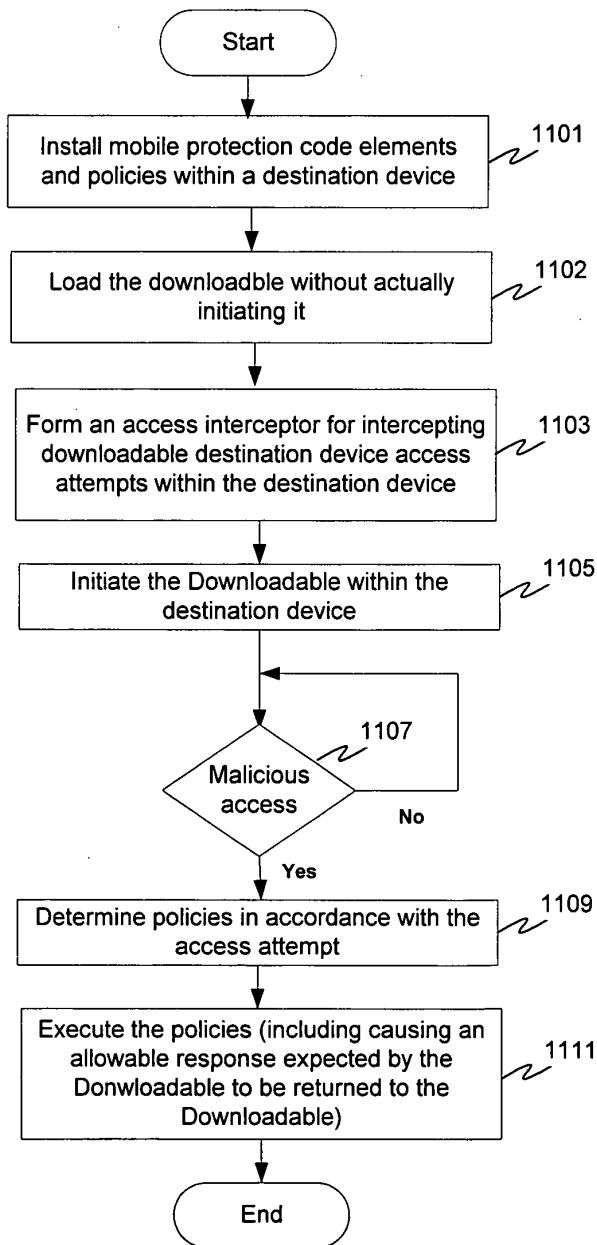 Start
Install mobile protection code elements
and policies within a destination device
1101
Load the downloadble without actually
initiating it
1102
Form an access interceptor for intercepting
downloadable destination device access
attempts within the destination device
1103
Initiate the Downloadable within the
destination device
1105
1107
Malicious
access
No
Yes
Determine policies in accordance with the
access attempt
1109
Execute the policies (including causing an
allowable response expected by the
Donwloadable to be returned to the
Downloadable)
1111
End